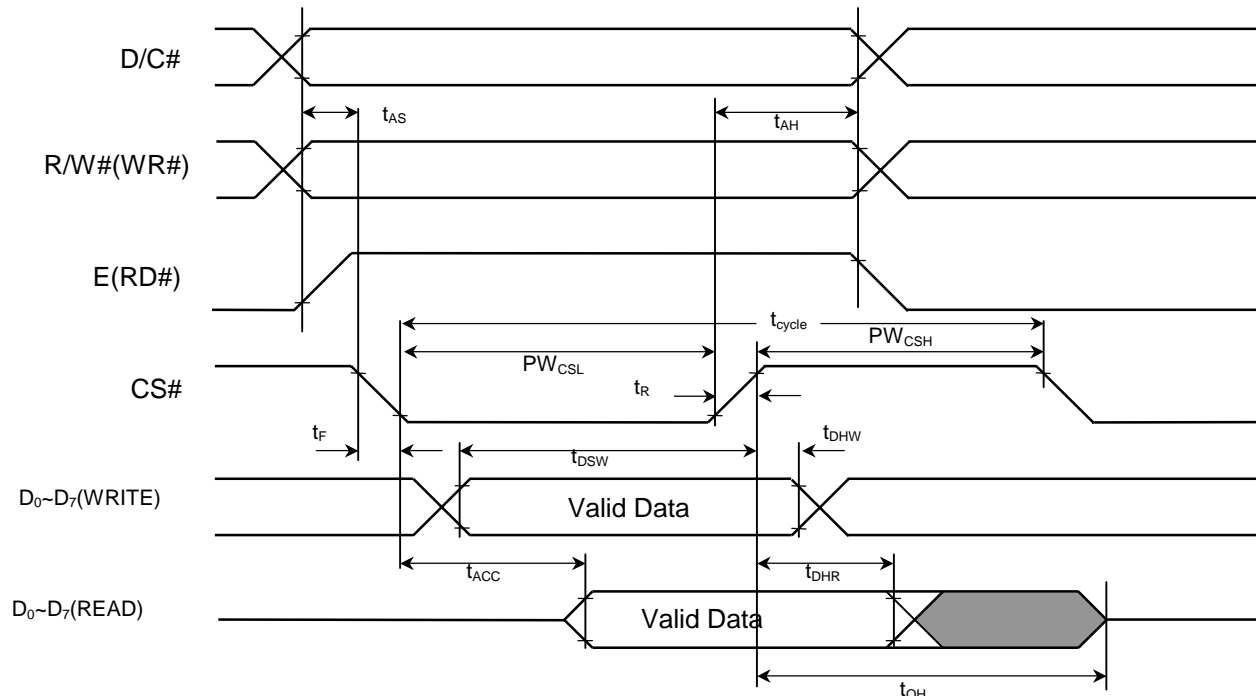 D/C#
tAS
tAH
R/W#(WR#)
E(RD#)
tcycle
PWCSL
PWCSH
CS#
tR
tF
tDSW
tDHW
D0~D7(WRITE)
Valid Data
tACC
tDHR
D0~D7(READ)
Valid Data
tOH